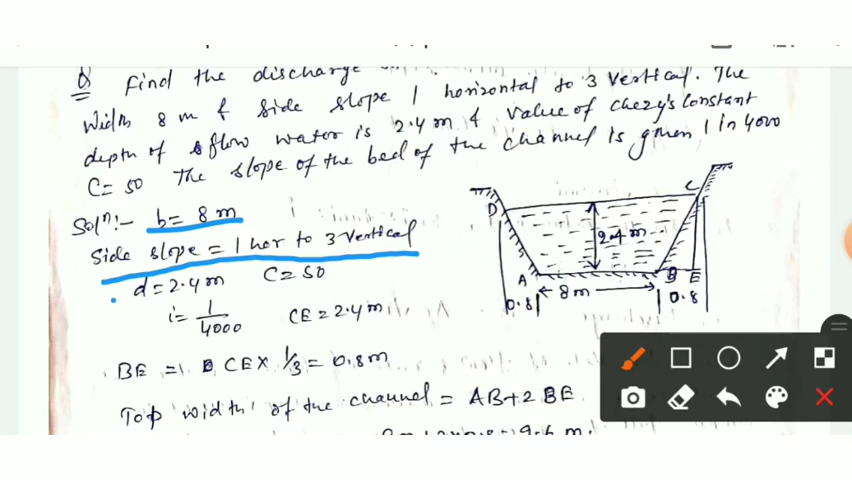 Q Find the discharge
Width 8 m & side slope 1 horizontal to 3 vertical. The
depth of flow water is 2.4 m & value of chezy's constant
C= 50 The slope of the bed of the channel is given 1 in 4000
Solⁿ:- b= 8 m
Side slope = 1 hor to 3 vertical
d= 2.4 m C= 50
i= 1/4000 CE= 2.4 m
BE = CE× 1/3 = 0.8 m
Top width of the channel = AB+2 BE
= 9.6 m.
D
C
2.4 m
A
B
E
0.8
8 m
0.8